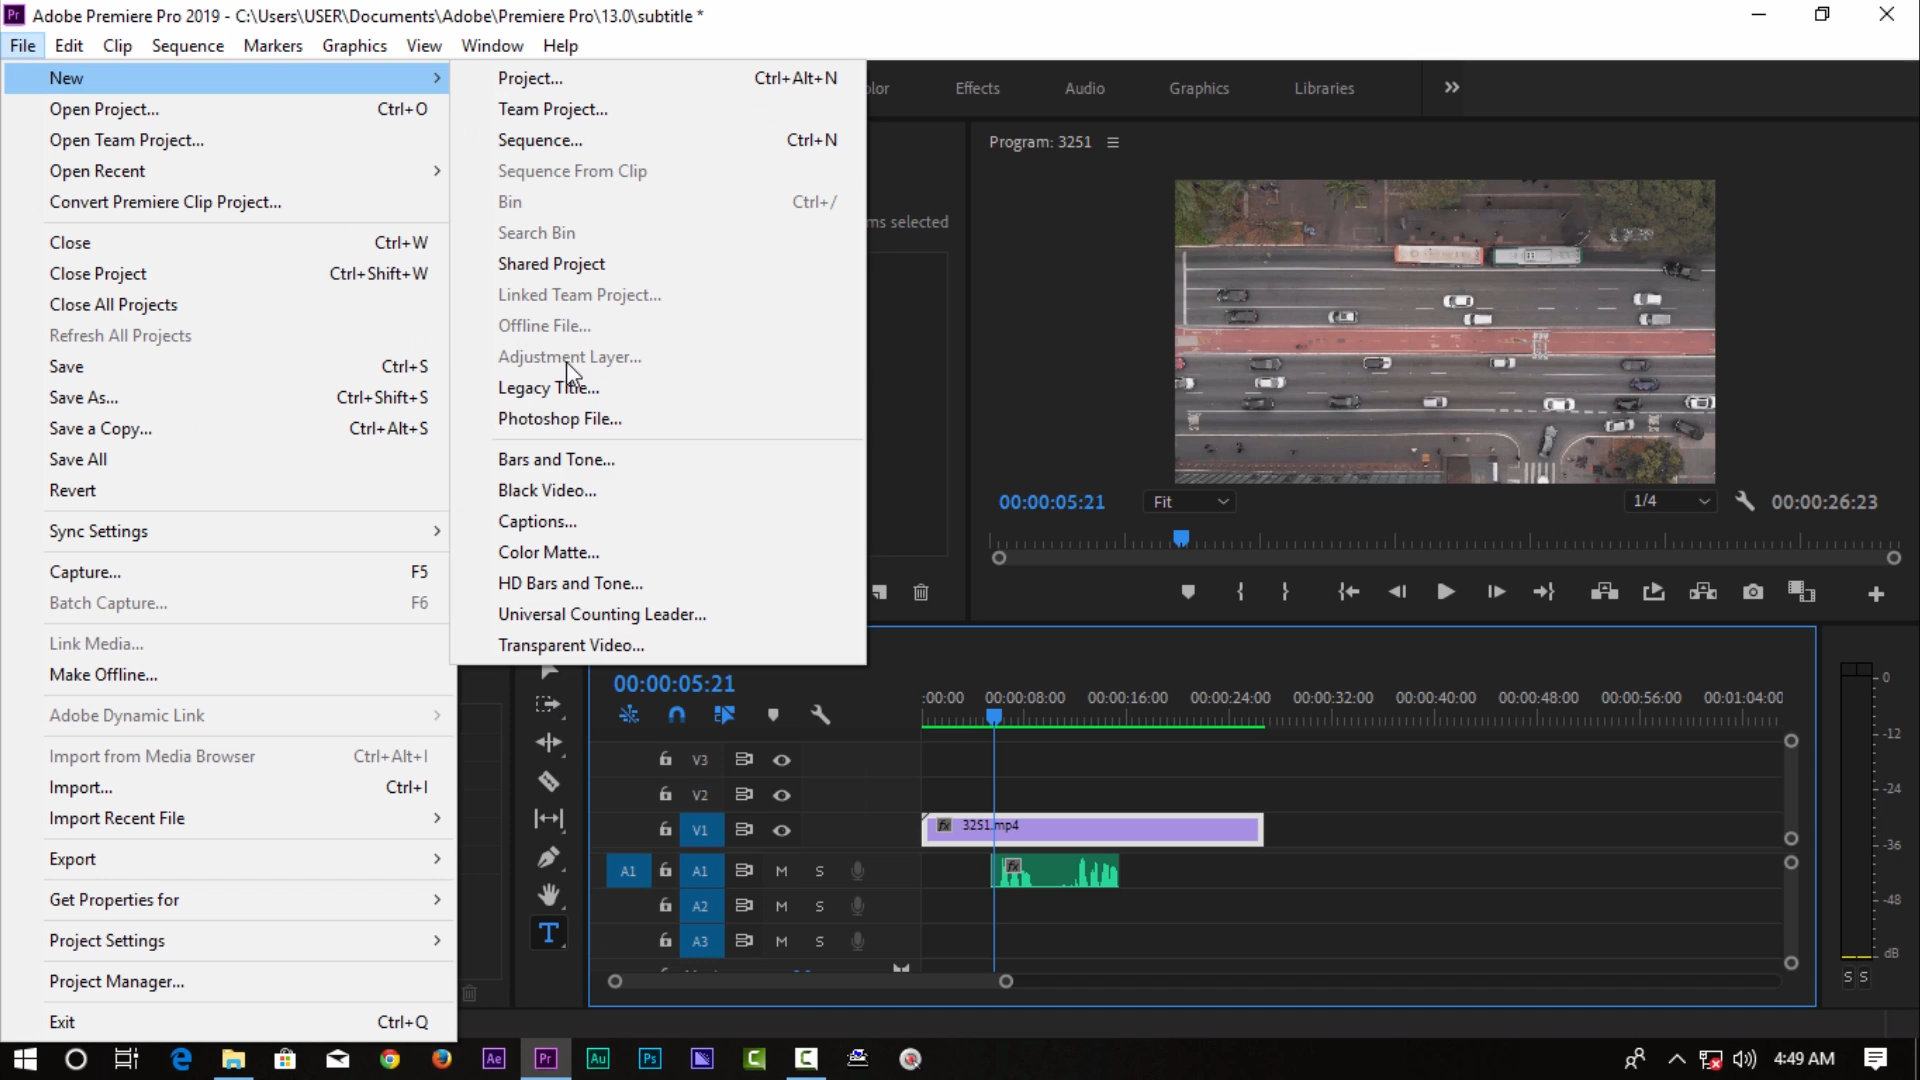 Adobe Premiere Pro 2019 - C:\Users\USER\Documents\Adobe\Premiere Pro\13.0\subtitle *
File Edit Clip Sequence Markers Graphics View Window Help
New
Open Project... Ctrl+O
Open Team Project...
Open Recent
Convert Premiere Clip Project...
Close Ctrl+W
Close Project Ctrl+Shift+W
Close All Projects
Refresh All Projects
Save Ctrl+S
Save As... Ctrl+Shift+S
Save a Copy... Ctrl+Alt+S
Save All
Revert
Sync Settings
Capture... F5
Batch Capture... F6
Link Media...
Make Offline...
Adobe Dynamic Link
Import from Media Browser Ctrl+Alt+I
Import... Ctrl+I
Import Recent File
Export
Get Properties for
Project Settings
Project Manager...
Exit Ctrl+Q
Project... Ctrl+Alt+N
Team Project...
Sequence... Ctrl+N
Sequence From Clip
Bin Ctrl+/
Search Bin
Shared Project
Linked Team Project...
Offline File...
Adjustment Layer...
Legacy Title...
Photoshop File...
Bars and Tone...
Black Video...
Captions...
Color Matte...
HD Bars and Tone...
Universal Counting Leader...
Transparent Video...
olor Effects Audio Graphics Libraries
ms selected
Program: 3251
00:00:05:21 Fit 1/4 00:00:26:23
00:00:05:21
:00:00 00:00:08:00 00:00:16:00 00:00:24:00 00:00:32:00 00:00:40:00 00:00:48:00 00:00:56:00 00:01:04:00
V3
V2
V1 fx 3251.mp4
A1 A1 M S fx
A2 M S
A3 M S
0
-12
-24
-36
-48
dB
S S
T
Ae Pr Au Ps C C
4:49 AM